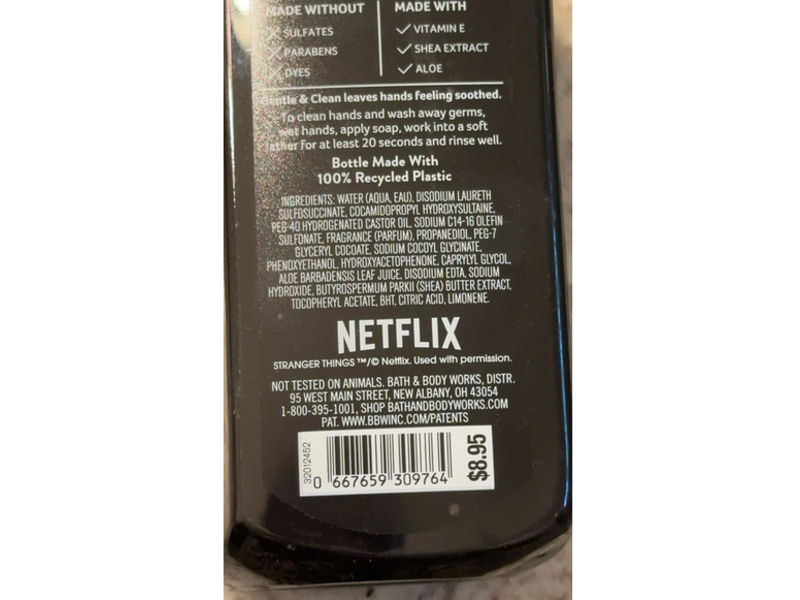 MADE WITHOUT
SULFATES
PARABENS
DYES
MADE WITH
VITAMIN E
SHEA EXTRACT
ALOE
Gentle & Clean leaves hands feeling soothed.
To clean hands and wash away germs,
wet hands, apply soap, work into a soft
lather for at least 20 seconds and rinse well.
Bottle Made With
100% Recycled Plastic
INGREDIENTS: WATER (AQUA, EAU), DISODIUM LAURETH
SULFOSUCCINATE, COCAMIDOPROPYL HYDROXYSULTAINE,
PEG-40 HYDROGENATED CASTOR OIL, SODIUM C14-16 OLEFIN
SULFONATE, FRAGRANCE (PARFUM), PROPANEDIOL, PEG-7
GLYCERYL COCOATE, SODIUM COCOYL GLYCINATE,
PHENOXYETHANOL, HYDROXYACETOPHENONE, CAPRYLYL GLYCOL,
ALOE BARBADENSIS LEAF JUICE, DISODIUM EDTA, SODIUM
HYDROXIDE, BUTYROSPERMUM PARKII (SHEA) BUTTER EXTRACT,
TOCOPHERYL ACETATE, BHT, CITRIC ACID, LIMONENE.
NETFLIX
STRANGER THINGS ™/© Netflix. Used with permission.
NOT TESTED ON ANIMALS. BATH & BODY WORKS, DISTR.
95 WEST MAIN STREET, NEW ALBANY, OH 43054
1-800-395-1001, SHOP BATHANDBODYWORKS.COM
PAT. WWW.BBWINC.COM/PATENTS
32012452
0 667659 309764
$8.95